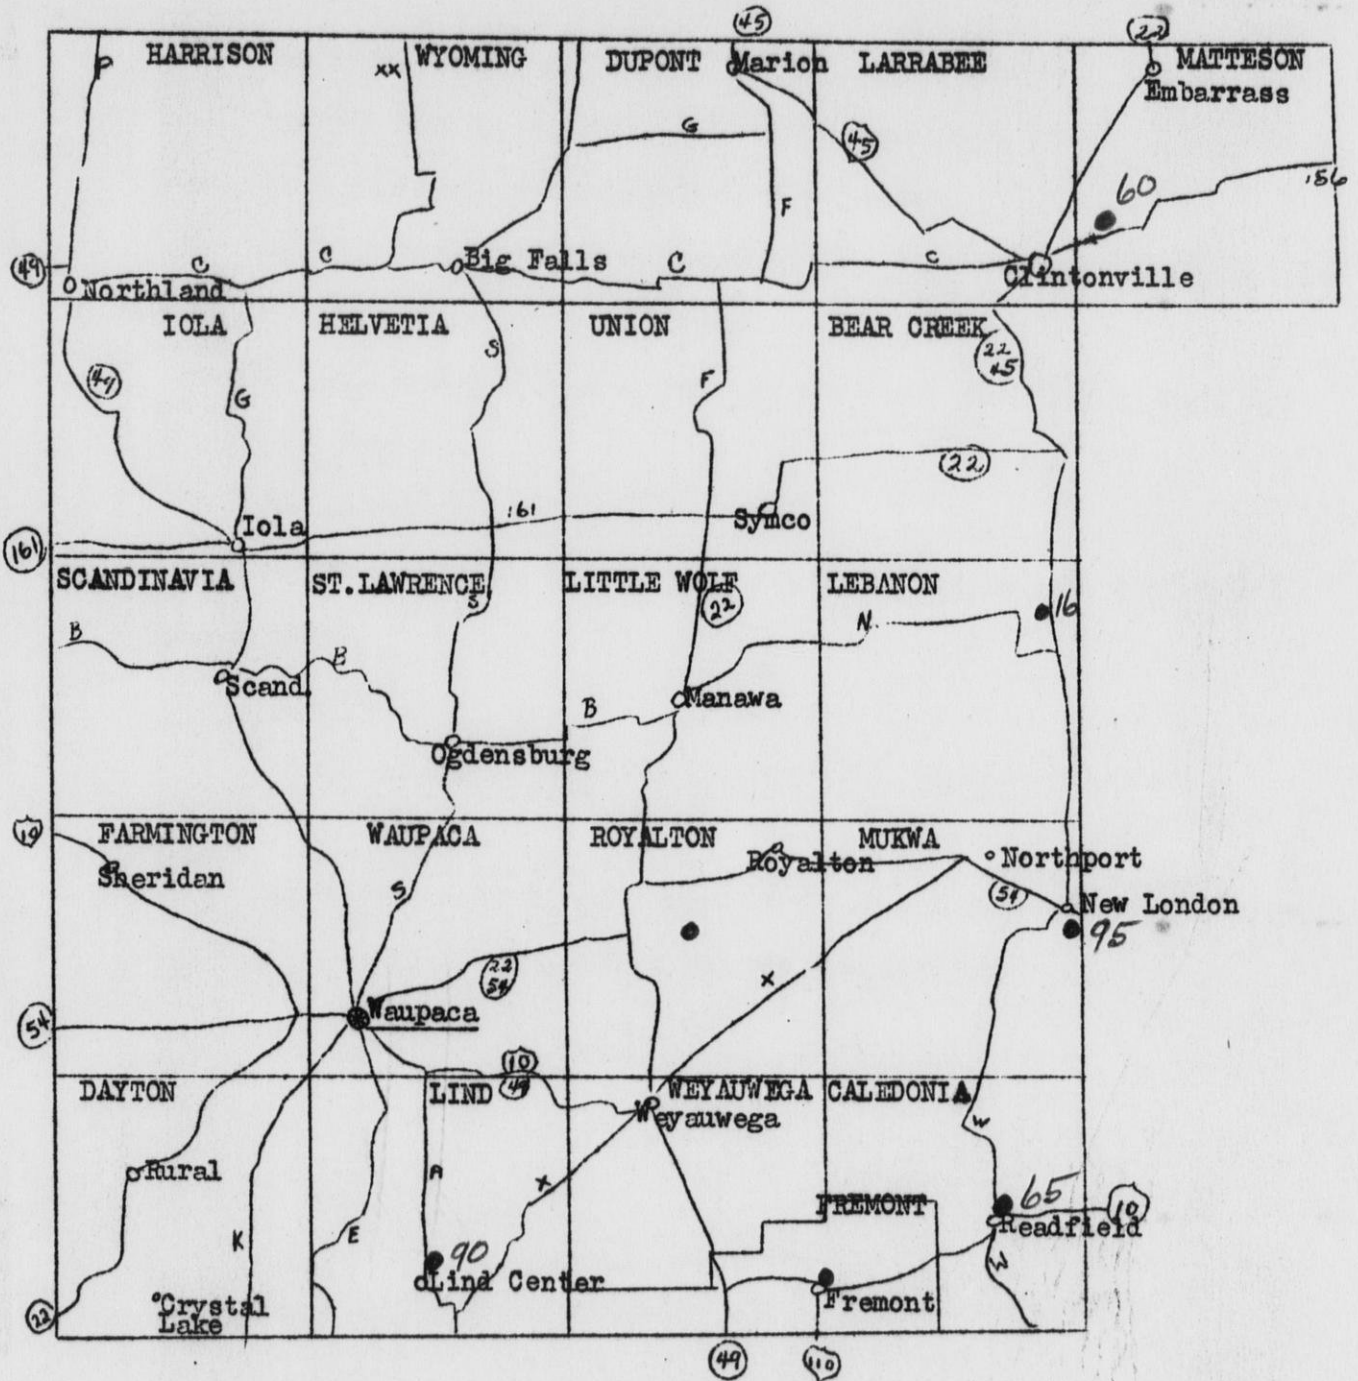 45
22
HARRISON WYOMING DUPONT Marion LARRABEE MATTESON
P
XX
Embarrass
G
45
156
60
F
49
C C Big Falls C C
Clintonville
Northland
IOLA HELVETIA UNION BEAR CREEK
S
22
45
49
G
F
22
161
Symco
Iola
161
SCANDINAVIA ST. LAWRENCE LITTLE WOLF LEBANON
S
22
16
B
N
B
Scand.
Manawa
B
Ogdensburg
10
FARMINGTON WAUPACA ROYALTON MUKWA
Royalton
Northport
Sheridan
S
54
New London
95
22
54
X
Waupaca
54
10
49
DAYTON LIND WEYAUWEGA CALEDONIA
Weyauwega
W
Rural
A
X
65
FREMONT
10
Readfield
K
E
90
W
Lind Center
Crystal
Lake
Fremont
22
49
110